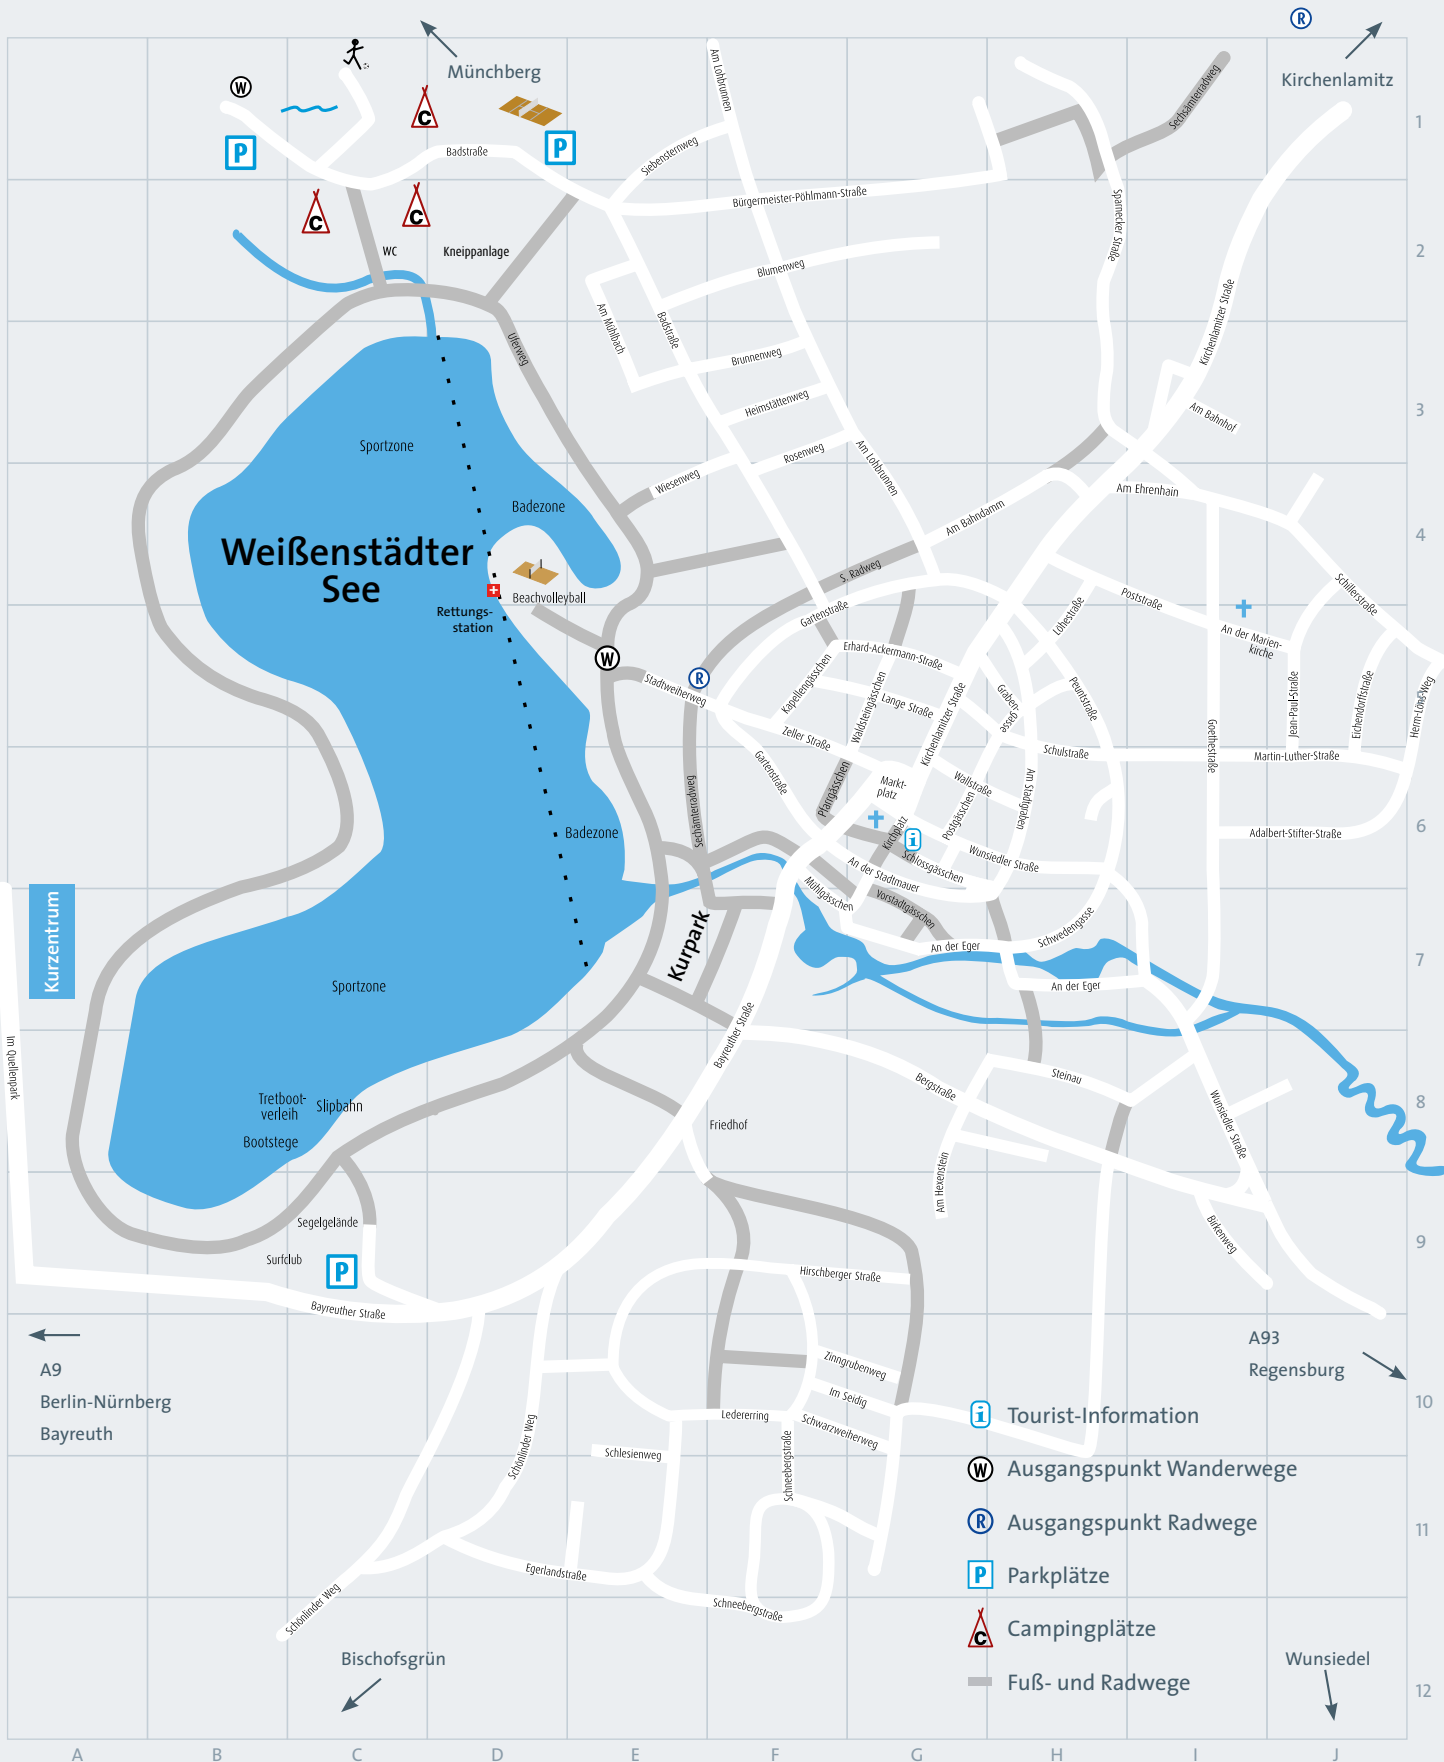 R
Münchberg
Kirchenlamitz
W
P
C
P
Badstraße
Siebensternweg
Am Lohbrunnen
Sechsämterradweg
1
C
C
WC
Kneippanlage
Bürgermeister-Pöhlmann-Straße
Blumenweg
Sparnecker Straße
2
Am Mühlbach
Badstraße
Uferweg
Brunnenweg
Kirchenlamitzer Straße
Heimstättenweg
Am Bahnhof
3
Sportzone
Rosenweg
Am Lohbrunnen
Wiesenweg
Am Ehrenhain
Badezone
Am Bahndamm
4
Weißenstädter
See
S. Radweg
Beachvolleyball
Rettungs-
station
Gartenstraße
Löhestraße
Poststraße
Schillerstraße
An der Marien-
kirche
W
R
Stadtweiherweg
Erhard-Ackermann-Straße
Kapellengässchen
Waldsteingässchen
Lange Straße
Kirchenlamitzer Straße
Graben-
gasse
Peuntstraße
Jean-Paul-Straße
Eichendorffstraße
Herm-Löns-Weg
Zeller Straße
Schulstraße
Goethestraße
Martin-Luther-Straße
Gartenstraße
Pfarrgässchen
Markt-
platz
Wallstraße
Am Stadtgraben
Sechsämterradweg
Postgässchen
Kirchplatz
i
Badezone
Adalbert-Stifter-Straße
6
Schlossgässchen
Wunsiedler Straße
An der Stadtmauer
Mühlgässchen
Vorstadtgässchen
Schwedengasse
Kurzentrum
Kurpark
An der Eger
7
Sportzone
An der Eger
Im Quellenpark
Bayreuther Straße
Bergstraße
Steinau
Wunsiedler Straße
Tretboot-
verleih
Slipbahn
Bootstege
Friedhof
8
Am Hexenstein
Segelgelände
Birkenweg
Surfclub
P
Hirschberger Straße
9
Bayreuther Straße
A9
Berlin-Nürnberg
Bayreuth
A93
Regensburg
Zinngrubenweg
Im Seidig
Ledererring
Schwarzweiherweg
10
Schönlinder Weg
Schlesienweg
Schneebergstraße
Egerlandstraße
11
Schönlinder Weg
Schneebergstraße
i Tourist-Information
W Ausgangspunkt Wanderwege
R Ausgangspunkt Radwege
P Parkplätze
C Campingplätze
Fuß- und Radwege
Bischofsgrün
Wunsiedel
12
A B C D E F G H I J